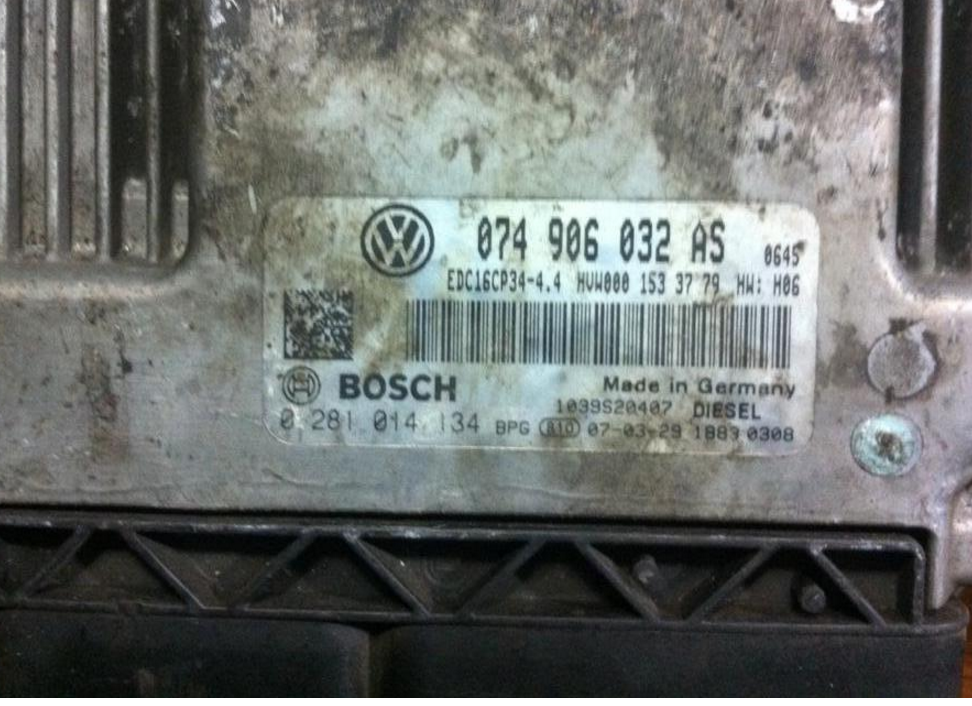 074 906 032 AS 0645
EDC16CP34-4.4 HVW000 153 37 79 HW: H06
BOSCH Made in Germany
1039S20407 DIESEL
0 281 014 134 BPG 010 07-03-29 1883 0308